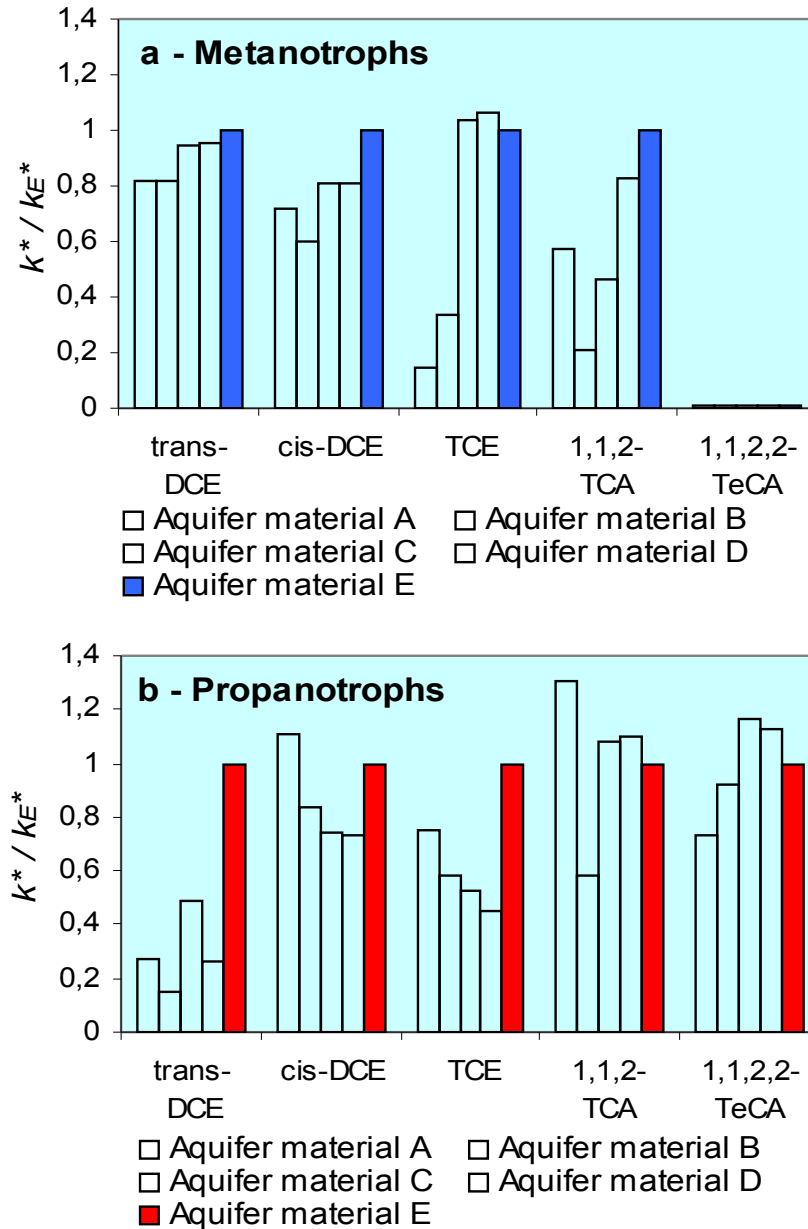 1,4
a - Metanotrophs
1,2
1
0,8
0,6
0,4
0,2
0
k* / kE*
trans- cis-DCE TCE 1,1,2- 1,1,2,2-
DCE TCA TeCA
Aquifer material A Aquifer material B
Aquifer material C Aquifer material D
Aquifer material E
1,4
b - Propanotrophs
1,2
1
0,8
0,6
0,4
0,2
0
k* / kE*
trans- cis-DCE TCE 1,1,2- 1,1,2,2-
DCE TCA TeCA
Aquifer material A Aquifer material B
Aquifer material C Aquifer material D
Aquifer material E